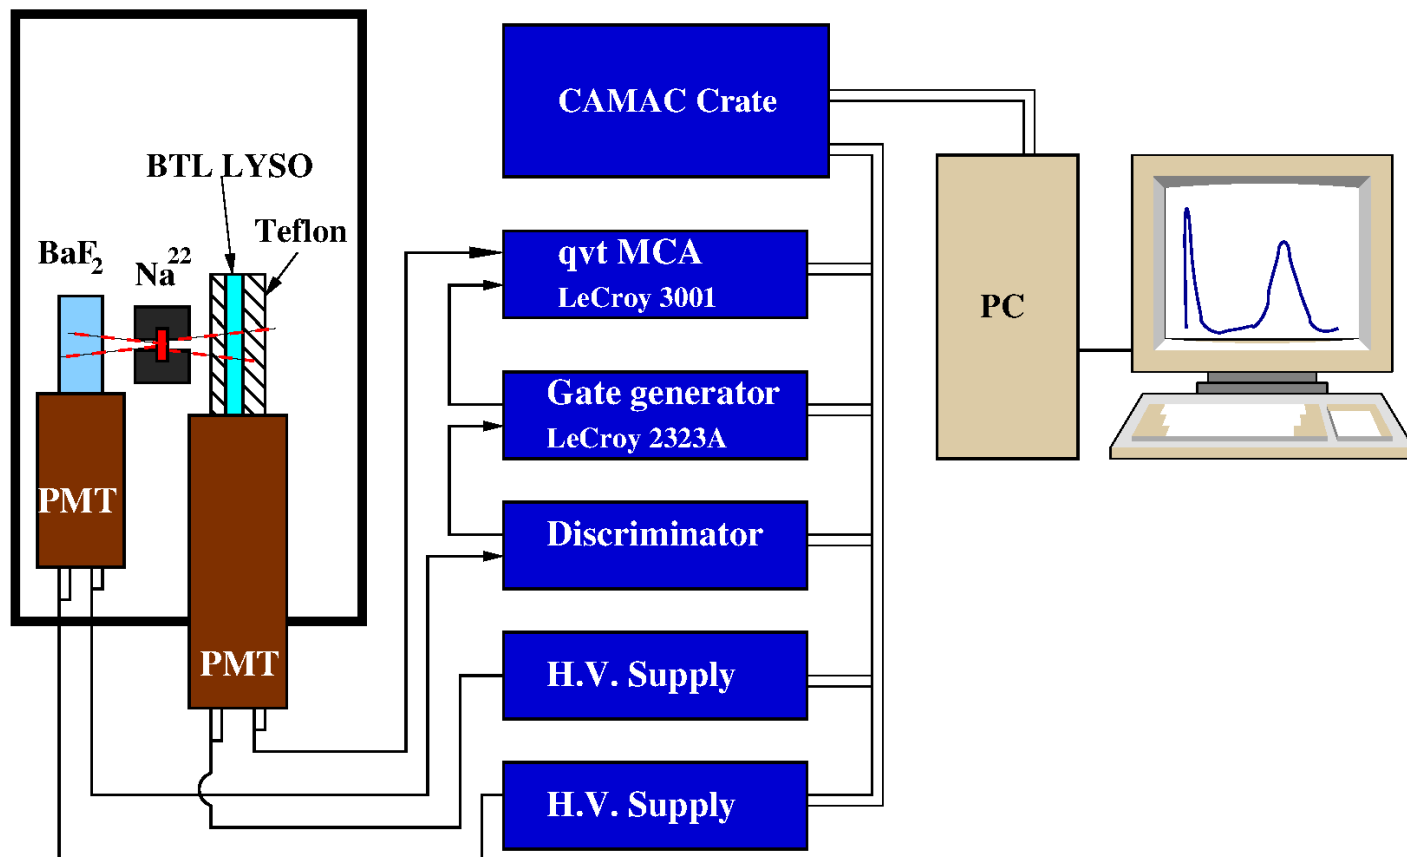 CAMAC Crate
BTL LYSO
Teflon
BaF2
Na22
qvt MCA
LeCroy 3001
PC
Gate generator
LeCroy 2323A
PMT
Discriminator
PMT
H.V. Supply
H.V. Supply